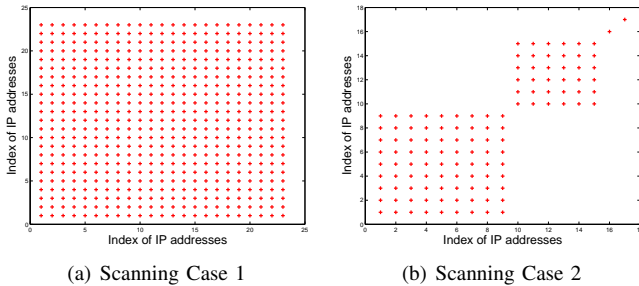 25
20
15
10
5
0
0 5 10 15 20 25
Index of IP addresses
Index of IP addresses
(a) Scanning Case 1
18
16
14
12
10
8
6
4
2
0
0 2 4 6 8 10 12 14 16 18
Index of IP addresses
Index of IP addresses
(b) Scanning Case 2